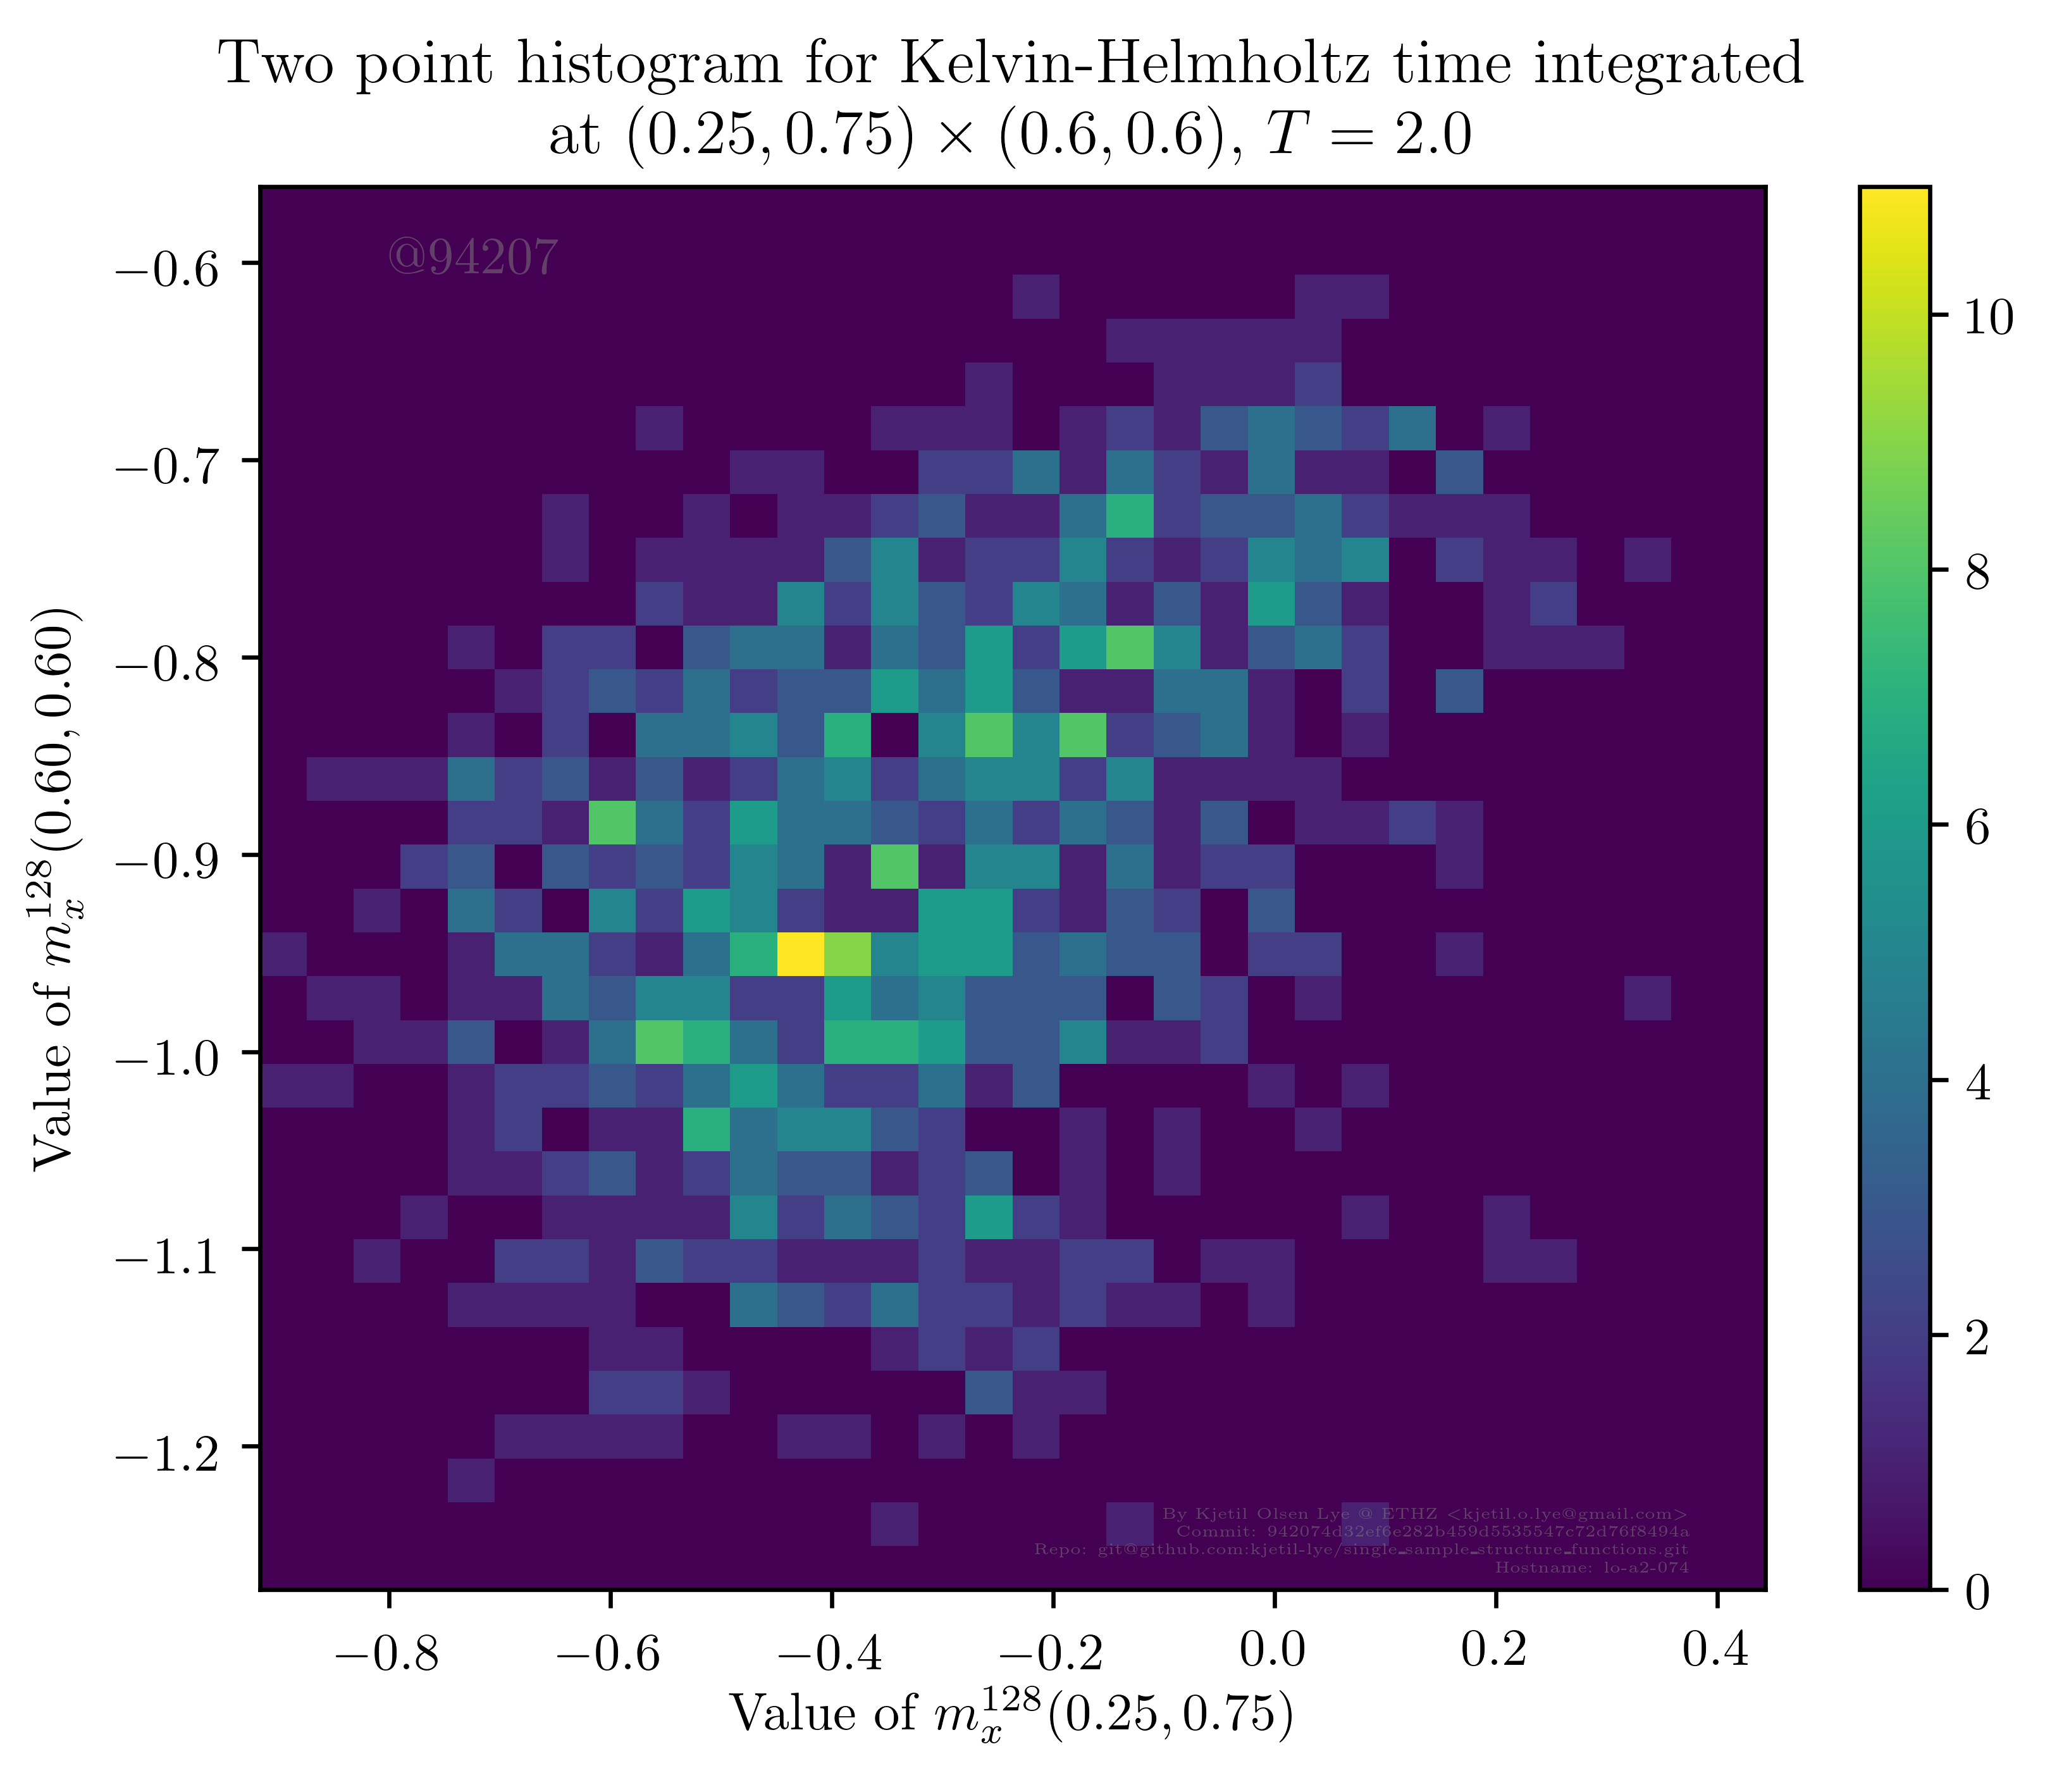 Two point histogram for Kelvin-Helmholtz time integrated
at (0.25, 0.75) × (0.6, 0.6), T = 2.0
@94207
−0.6
−0.7
−0.8
−0.9
−1.0
−1.1
−1.2
Value of m_x^128(0.60, 0.60)
10
8
6
4
2
0
By Kjetil Olsen Lye @ ETHZ <kjetil.o.lye@gmail.com>
Commit: 942074d32ef6e282b459d5535547c72d76f8494a
Repo: git@github.com:kjetil-lye/single_sample_structure_functions.git
Hostname: lo-a2-074
−0.8 −0.6 −0.4 −0.2 0.0 0.2 0.4
Value of m_x^128(0.25, 0.75)